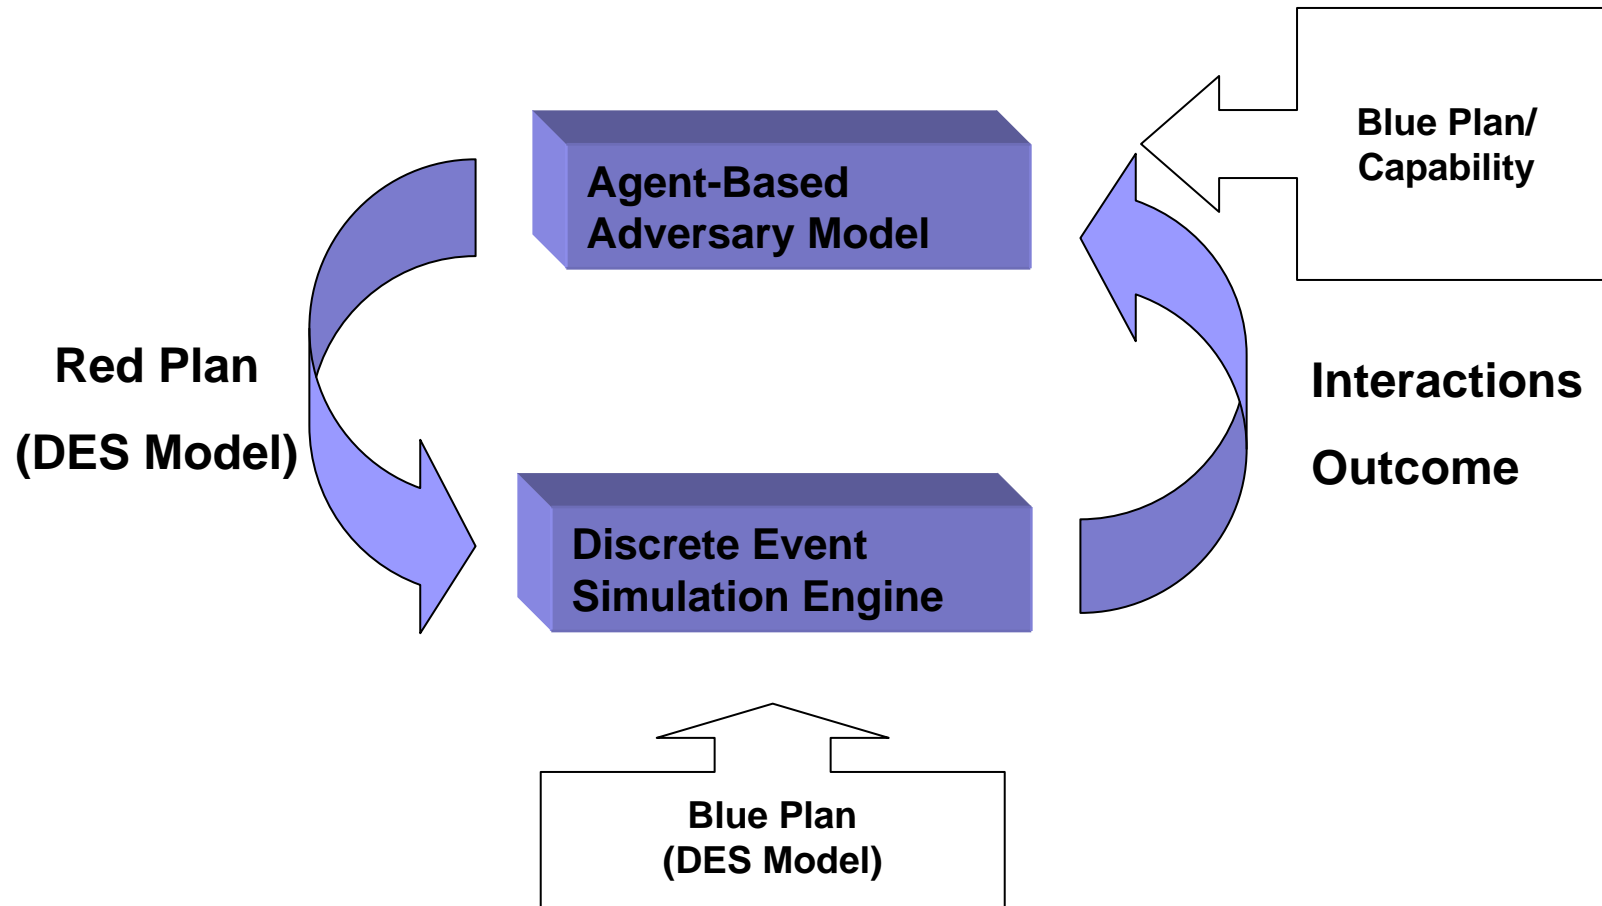 Blue Plan/
Capability
Agent-Based
Adversary Model
Red Plan
(DES Model)
Interactions
Outcome
Discrete Event
Simulation Engine
Blue Plan
(DES Model)